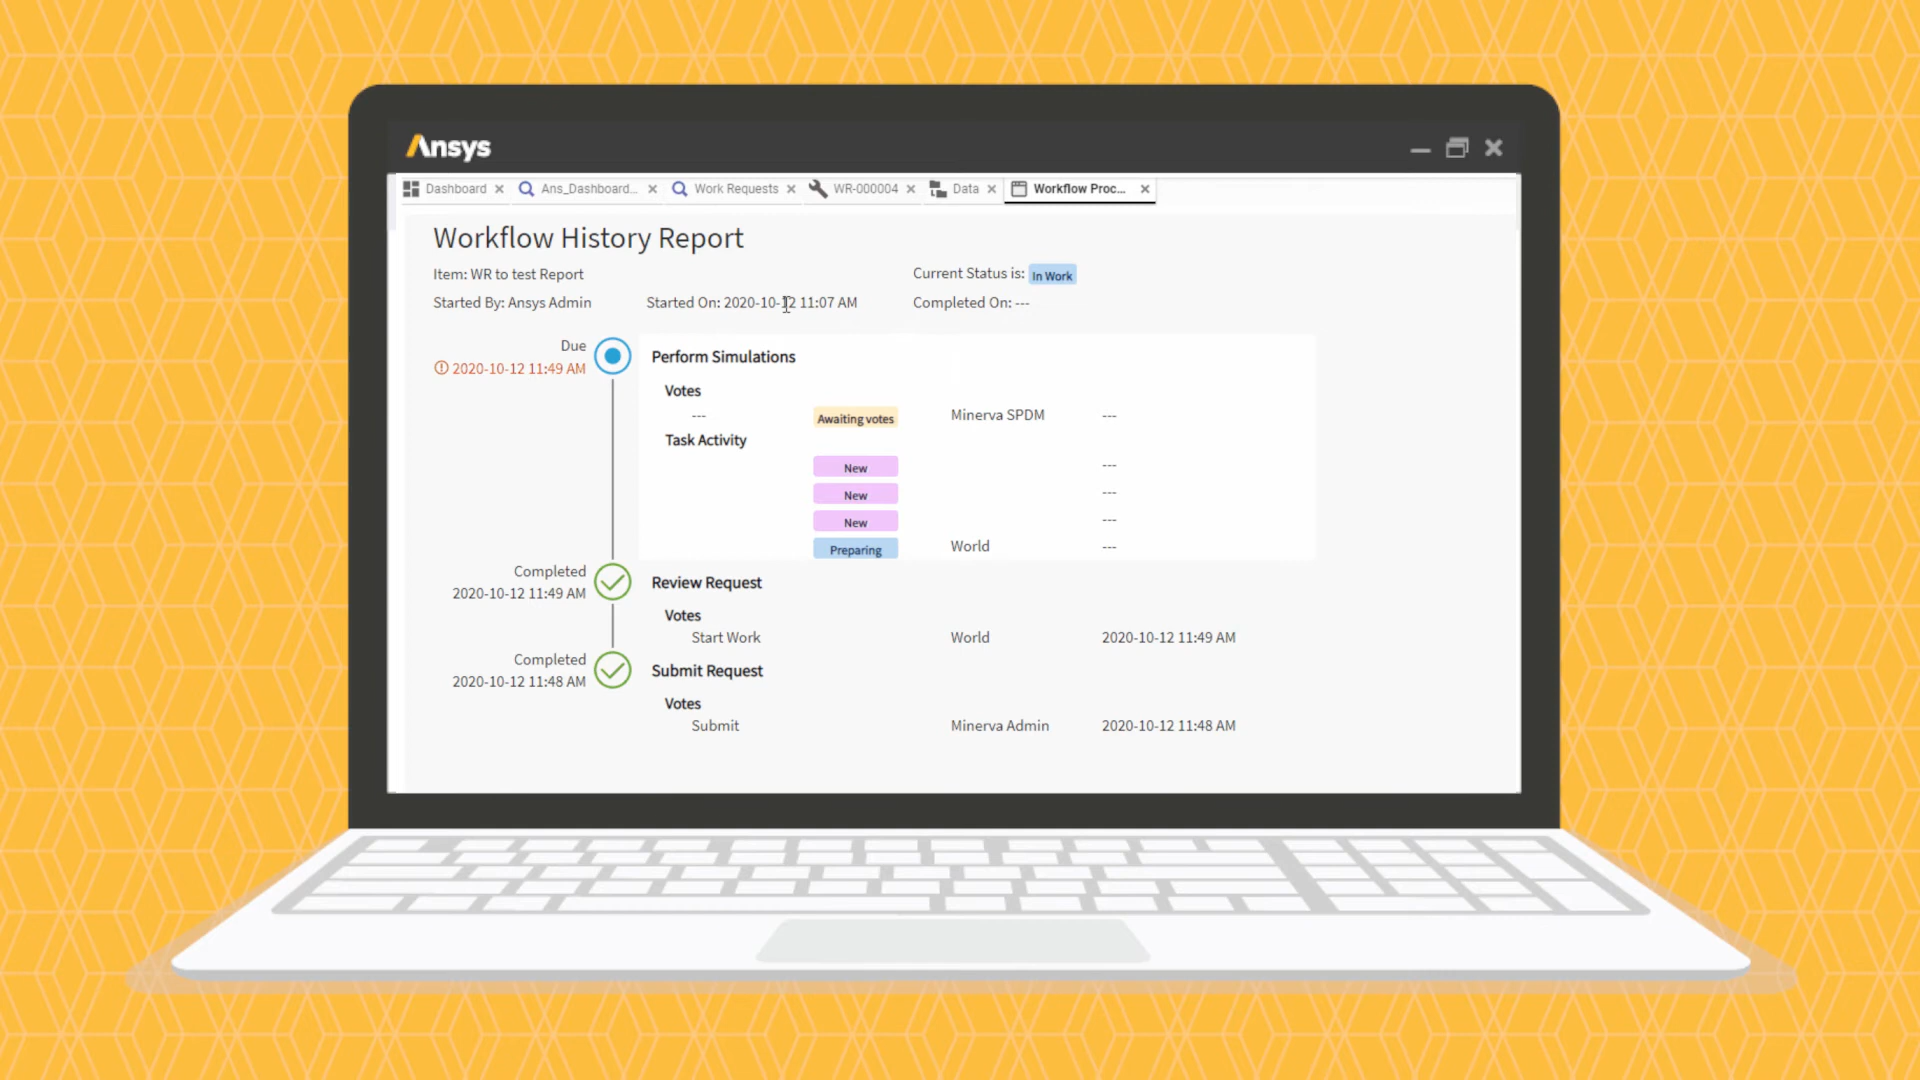 Ansys
Dashboard Ans_Dashboard... Work Requests WR-000004 Data Workflow Proc...
Workflow History Report
Item: WR to test Report Current Status is: In Work
Started By: Ansys Admin Started On: 2020-10-12 11:07 AM Completed On: ---
Due
2020-10-12 11:49 AM
Perform Simulations
Votes
--- Awaiting votes Minerva SPDM ---
Task Activity
New ---
New ---
New ---
Preparing World ---
Completed
2020-10-12 11:49 AM
Review Request
Votes
Start Work World 2020-10-12 11:49 AM
Completed
2020-10-12 11:48 AM
Submit Request
Votes
Submit Minerva Admin 2020-10-12 11:48 AM